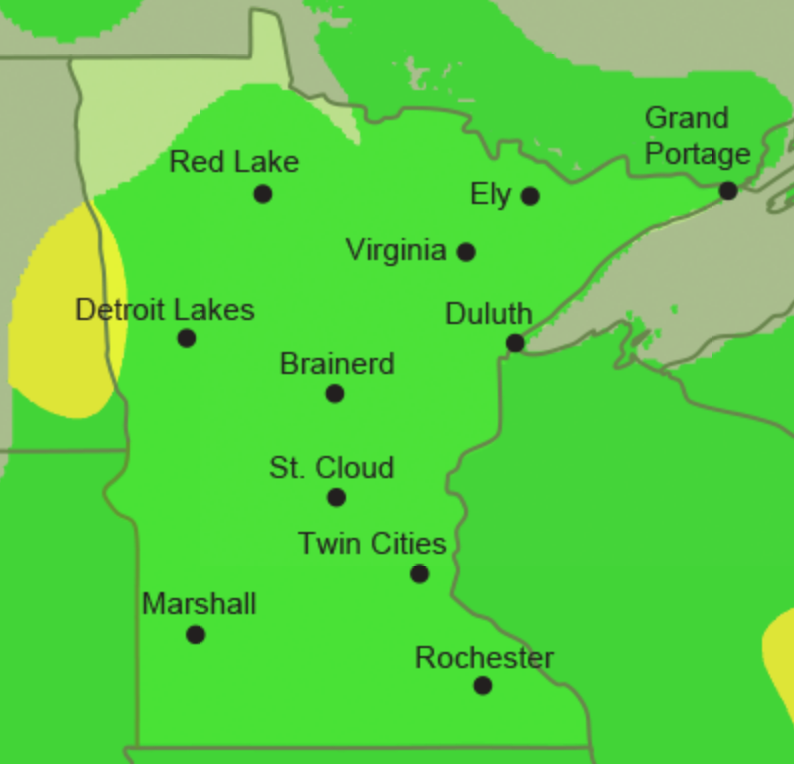 Grand
Portage
Red Lake
Ely
Virginia
Detroit Lakes
Duluth
Brainerd
St. Cloud
Twin Cities
Marshall
Rochester